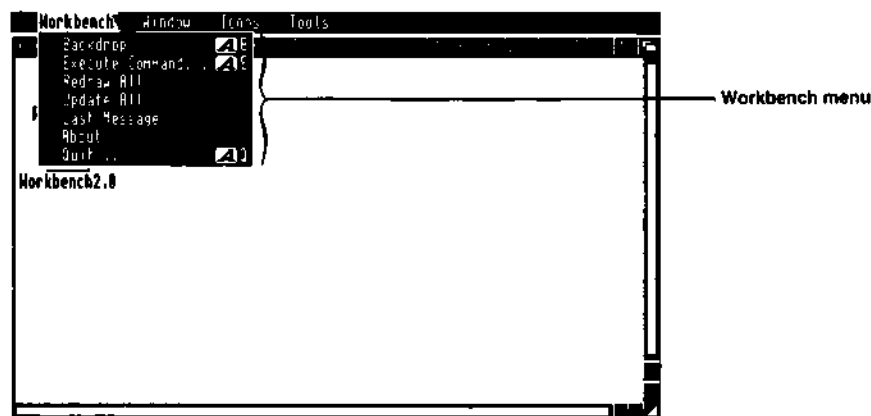 Workbench Window Icons Tools
Backdrop A B
Execute Command... A E
Redraw All
Update All
Last Message
About
Quit... A Q
Workbench menu
Workbench2.0